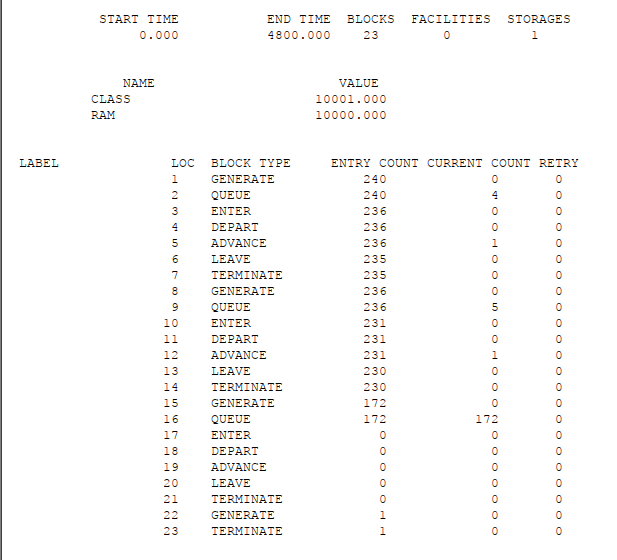 START TIME END TIME BLOCKS FACILITIES STORAGES
0.000 4800.000 23 0 1
NAME VALUE
CLASS 10001.000
RAM 10000.000
LABEL LOC BLOCK TYPE ENTRY COUNT CURRENT COUNT RETRY
1 GENERATE 240 0 0
2 QUEUE 240 4 0
3 ENTER 236 0 0
4 DEPART 236 0 0
5 ADVANCE 236 1 0
6 LEAVE 235 0 0
7 TERMINATE 235 0 0
8 GENERATE 236 0 0
9 QUEUE 236 5 0
10 ENTER 231 0 0
11 DEPART 231 0 0
12 ADVANCE 231 1 0
13 LEAVE 230 0 0
14 TERMINATE 230 0 0
15 GENERATE 172 0 0
16 QUEUE 172 172 0
17 ENTER 0 0 0
18 DEPART 0 0 0
19 ADVANCE 0 0 0
20 LEAVE 0 0 0
21 TERMINATE 0 0 0
22 GENERATE 1 0 0
23 TERMINATE 1 0 0